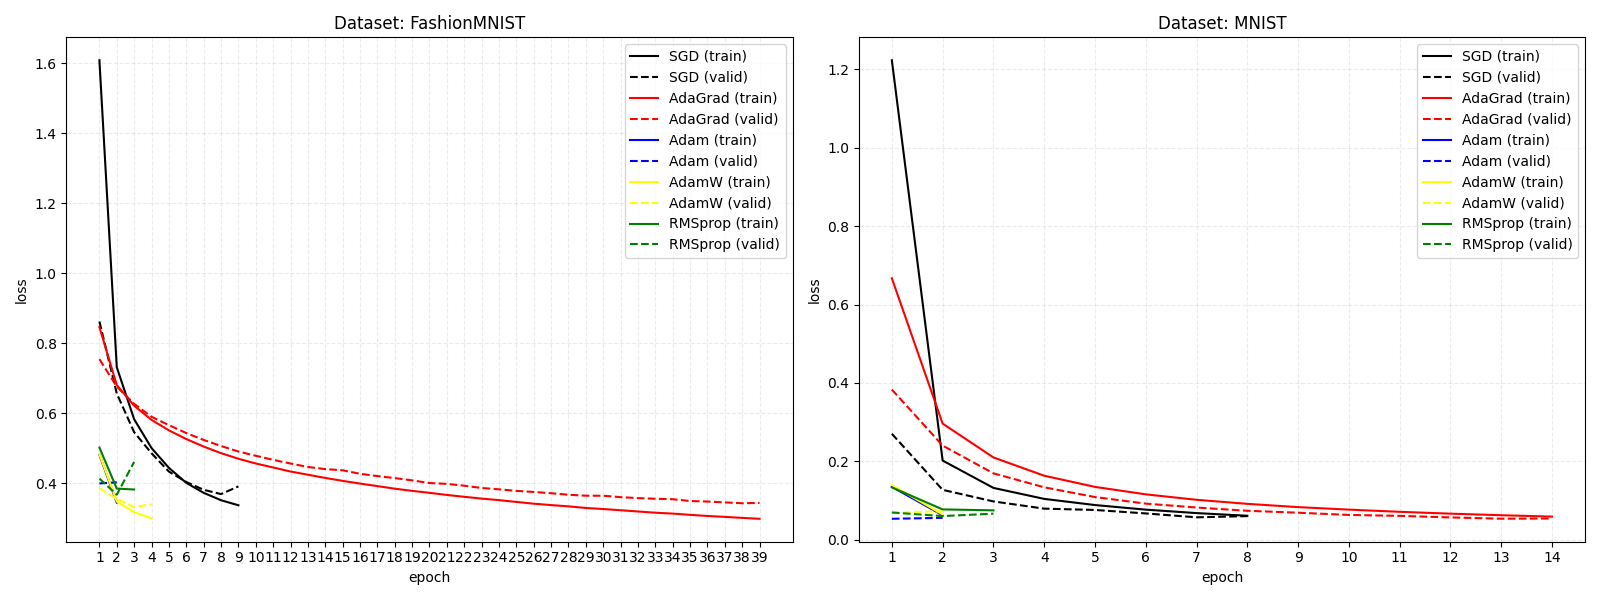 Dataset: FashionMNIST
loss
1.6
1.4
1.2
1.0
0.8
0.6
0.4
SGD (train)
SGD (valid)
AdaGrad (train)
AdaGrad (valid)
Adam (train)
Adam (valid)
AdamW (train)
AdamW (valid)
RMSprop (train)
RMSprop (valid)
1 2 3 4 5 6 7 8 9 10 11 12 13 14 15 16 17 18 19 20 21 22 23 24 25 26 27 28 29 30 31 32 33 34 35 36 37 38 39
epoch
Dataset: MNIST
loss
1.2
1.0
0.8
0.6
0.4
0.2
0.0
SGD (train)
SGD (valid)
AdaGrad (train)
AdaGrad (valid)
Adam (train)
Adam (valid)
AdamW (train)
AdamW (valid)
RMSprop (train)
RMSprop (valid)
1 2 3 4 5 6 7 8 9 10 11 12 13 14
epoch